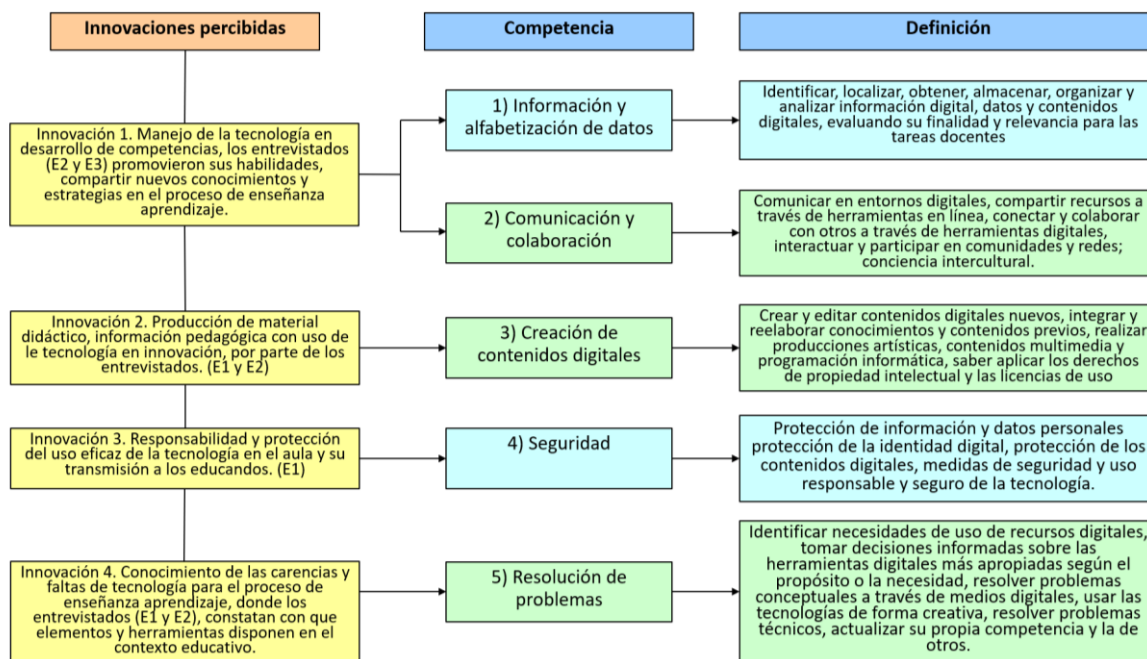 Innovaciones percibidas
Competencia
Definición
Innovación 1. Manejo de la tecnología en
desarrollo de competencias, los entrevistados
(E2 y E3) promovieron sus habilidades,
compartir nuevos conocimientos y
estrategias en el proceso de enseñanza
aprendizaje.
1) Información y
alfabetización de datos
Identificar, localizar, obtener, almacenar, organizar y
analizar información digital, datos y contenidos
digitales, evaluando su finalidad y relevancia para las
tareas docentes
2) Comunicación y
colaboración
Comunicar en entornos digitales, compartir recursos a
través de herramientas en línea, conectar y colaborar
con otros a través de herramientas digitales,
interactuar y participar en comunidades y redes;
conciencia intercultural.
Innovación 2. Producción de material
didáctico, información pedagógica con uso de
le tecnología en innovación, por parte de los
entrevistados. (E1 y E2)
3) Creación de
contenidos digitales
Crear y editar contenidos digitales nuevos, integrar y
reelaborar conocimientos y contenidos previos, realizar
producciones artísticas, contenidos multimedia y
programación informática, saber aplicar los derechos
de propiedad intelectual y las licencias de uso
Innovación 3. Responsabilidad y protección
del uso eficaz de la tecnología en el aula y su
transmisión a los educandos. (E1)
4) Seguridad
Protección de información y datos personales
protección de la identidad digital, protección de los
contenidos digitales, medidas de seguridad y uso
responsable y seguro de la tecnología.
Innovación 4. Conocimiento de las carencias y
faltas de tecnología para el proceso de
enseñanza aprendizaje, donde los
entrevistados (E1 y E2), constatan con que
elementos y herramientas disponen en el
contexto educativo.
5) Resolución de
problemas
Identificar necesidades de uso de recursos digitales,
tomar decisiones informadas sobre las
herramientas digitales más apropiadas según el
propósito o la necesidad, resolver problemas
conceptuales a través de medios digitales, usar las
tecnologías de forma creativa, resolver problemas
técnicos, actualizar su propia competencia y la de
otros.